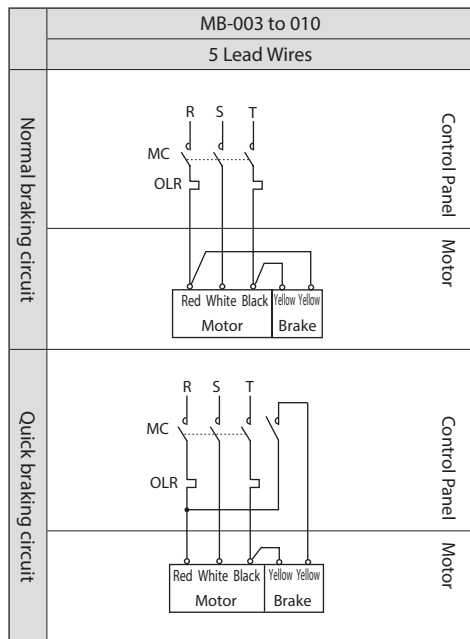 MB-003 to 010
5 Lead Wires
Normal braking circuit
R S T
MC
OLR
Control Panel
Motor
Red White Black Yellow Yellow
Motor Brake
Quick braking circuit
R S T
MC
OLR
Control Panel
Motor
Red White Black Yellow Yellow
Motor Brake